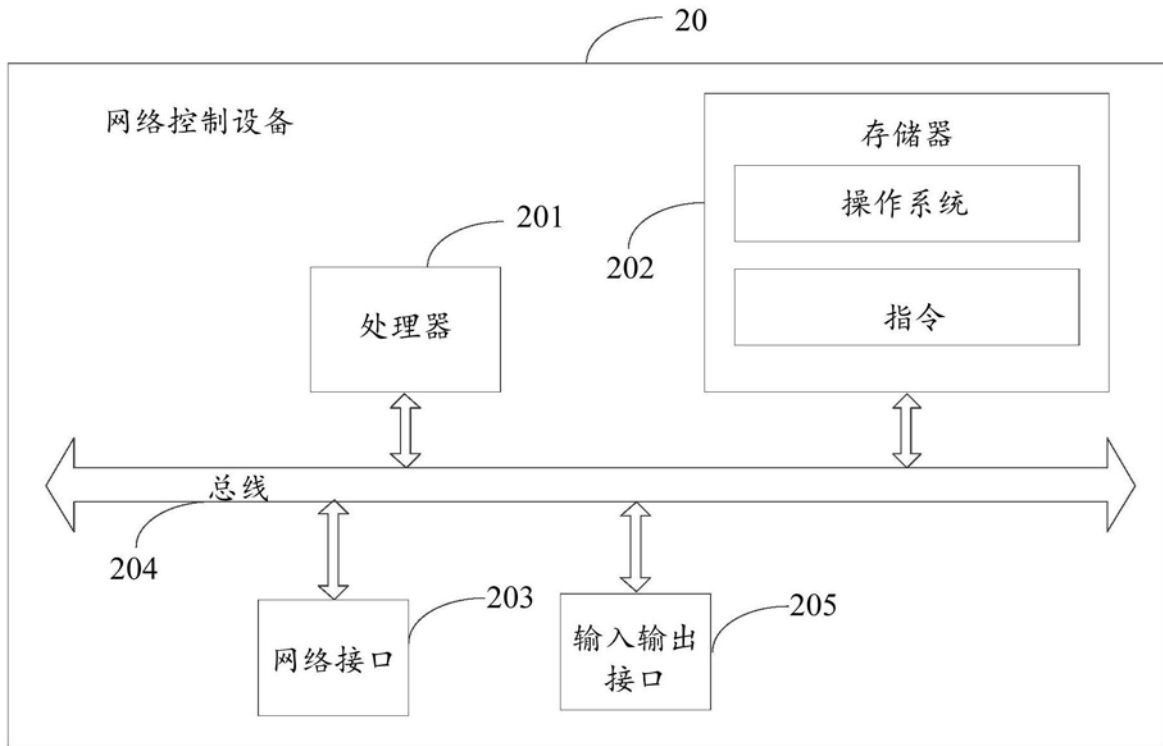 20
网络控制设备
存储器
操作系统
201
202
处理器
指令
总线
204
203
205
网络接口
输入输出
接口